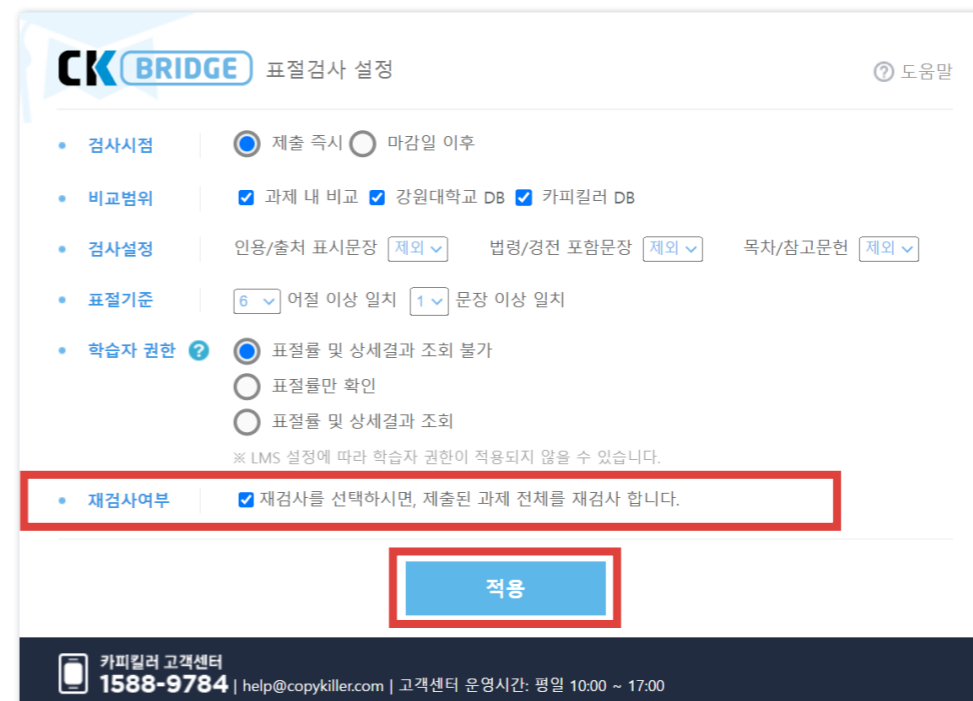 CK BRIDGE 표절검사 설정
? 도움말
검사시점 제출 즉시 마감일 이후
비교범위 과제 내 비교 강원대학교 DB 카피킬러 DB
검사설정 인용/출처 표시문장 제외 법령/경전 포함문장 제외 목차/참고문헌 제외
표절기준 6 어절 이상 일치 1 문장 이상 일치
학습자 권한 ? 표절률 및 상세결과 조회 불가
표절률만 확인
표절률 및 상세결과 조회
※ LMS 설정에 따라 학습자 권한이 적용되지 않을 수 있습니다.
재검사여부 재검사를 선택하시면, 제출된 과제 전체를 재검사 합니다.
적용
카피킬러 고객센터
1588-9784 | help@copykiller.com | 고객센터 운영시간: 평일 10:00 ~ 17:00